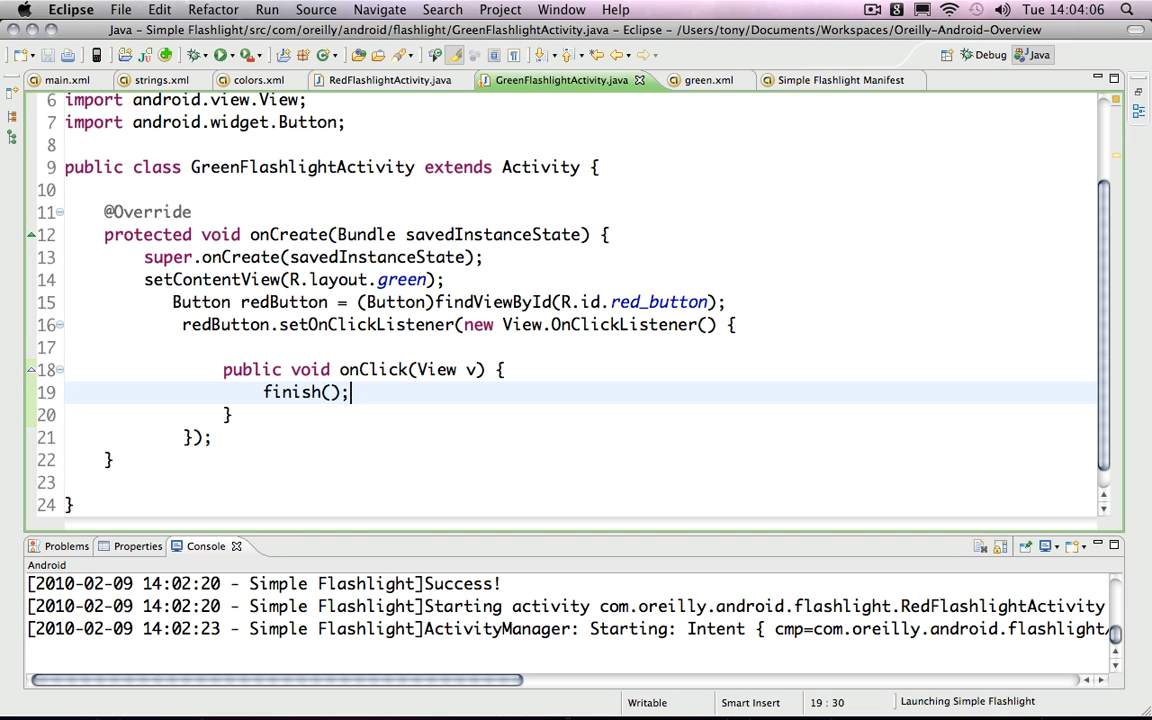 Eclipse File Edit Refactor Run Source Navigate Search Project Window Help Tue 14:04:06
Java - Simple Flashlight/src/com/oreilly/android/flashlight/GreenFlashlightActivity.java - Eclipse - /Users/tony/Documents/Workspaces/Oreilly-Android-Overview
Debug Java
main.xml strings.xml colors.xml RedFlashlightActivity.java GreenFlashlightActivity.java green.xml Simple Flashlight Manifest
6 import android.view.View;
7 import android.widget.Button;
8
9 public class GreenFlashlightActivity extends Activity {
10
11 @Override
12 protected void onCreate(Bundle savedInstanceState) {
13 super.onCreate(savedInstanceState);
14 setContentView(R.layout.green);
15 Button redButton = (Button)findViewById(R.id.red_button);
16 redButton.setOnClickListener(new View.OnClickListener() {
17
18 public void onClick(View v) {
19 finish();
20 }
21 });
22 }
23
24 }
Problems Properties Console
Android
[2010-02-09 14:02:20 - Simple Flashlight]Success!
[2010-02-09 14:02:20 - Simple Flashlight]Starting activity com.oreilly.android.flashlight.RedFlashlightActivity
[2010-02-09 14:02:23 - Simple Flashlight]ActivityManager: Starting: Intent { cmp=com.oreilly.android.flashlight/
Writable Smart Insert 19 : 30 Launching Simple Flashlight